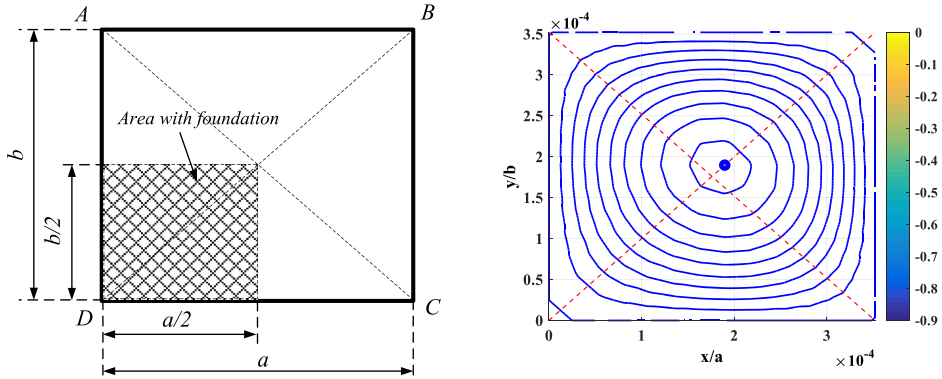 A
B
Area with foundation
b
b/2
D
C
a/2
a
×10⁻⁴
3.5
3
2.5
2
1.5
1
0.5
0
y/b
0
1
2
3
x/a
×10⁻⁴
0
-0.1
-0.2
-0.3
-0.4
-0.5
-0.6
-0.7
-0.8
-0.9